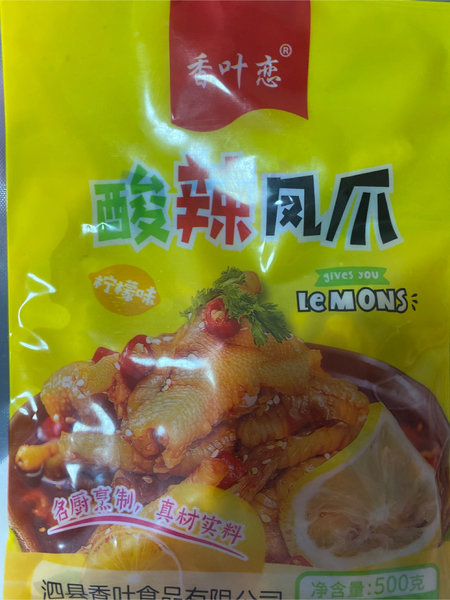 香叶恋®
酸辣凤爪
柠檬味
gives you
LeMONS
名厨烹制，真材实料
泗县香叶食品有限公司
净含量：500克